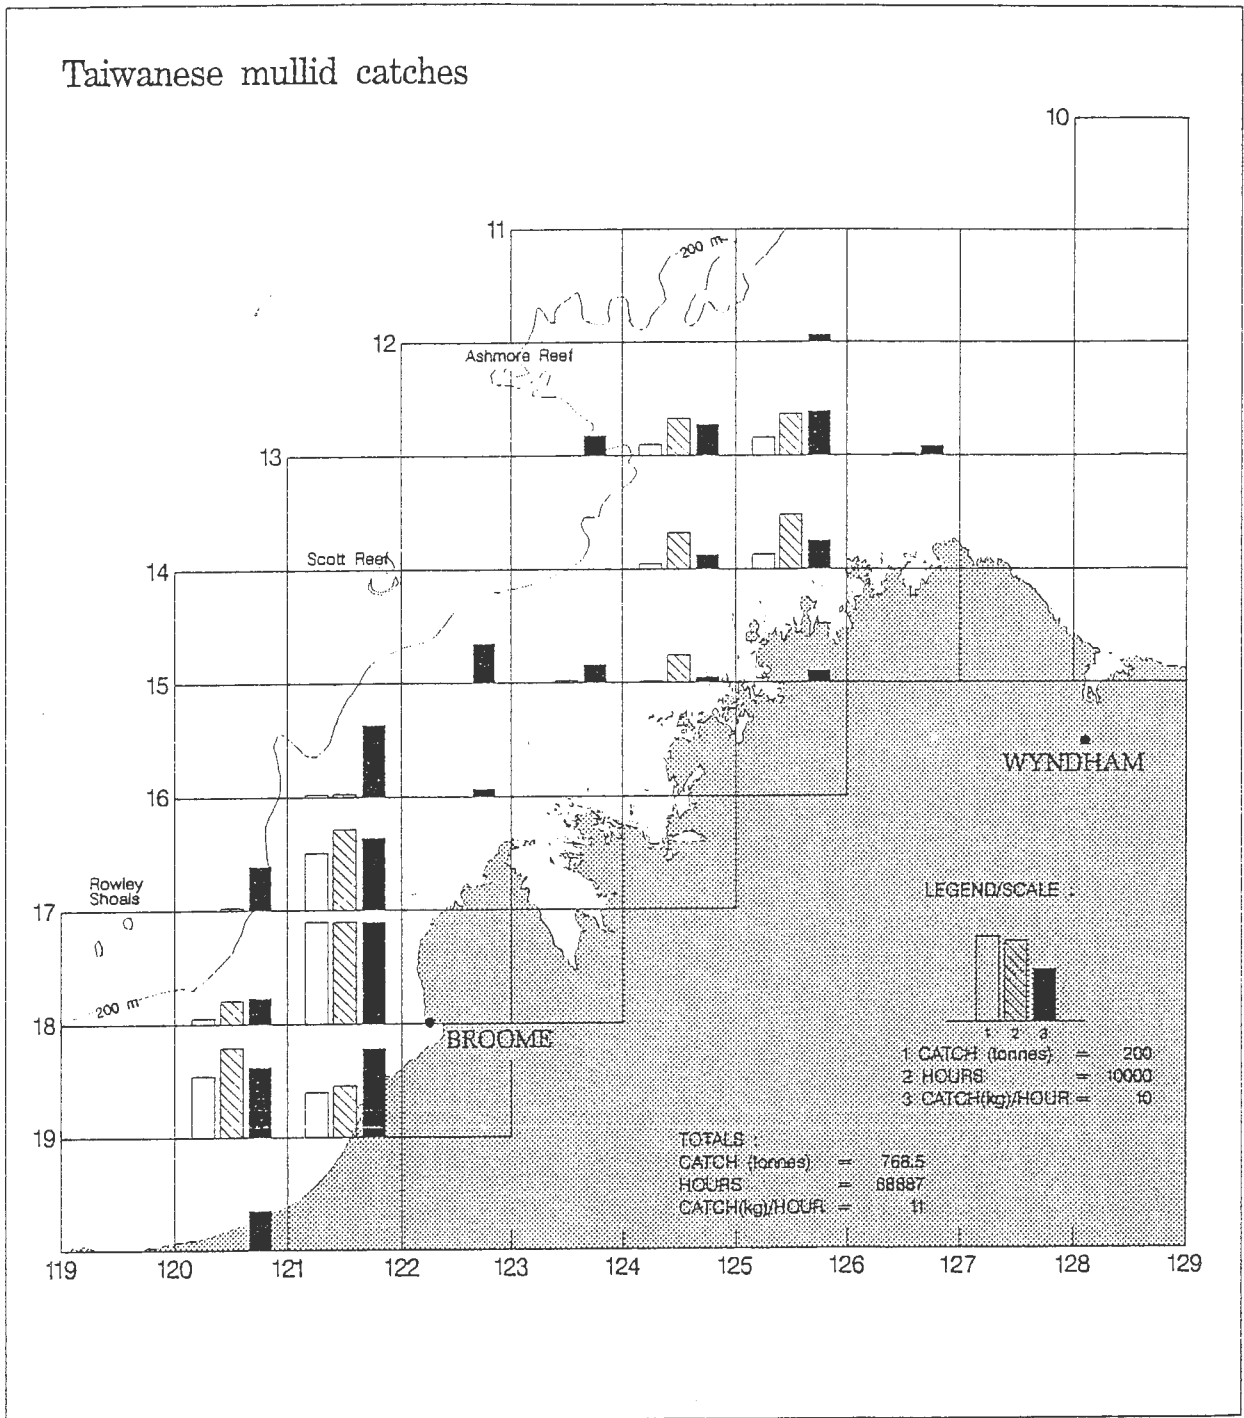 Taiwanese mullid catches
10
11
200 m
12
Ashmore Reef
13
Scott Reef
14
15
WYNDHAM
16
Rowley
Shoals
LEGEND/SCALE
17
200 m
18
BROOME
1 2 3
1 CATCH (tonnes) = 200
2 HOURS = 10000
3 CATCH(kg)/HOUR = 10
19
TOTALS
CATCH (tonnes) = 768.5
HOURS = 68887
CATCH(kg)/HOUR = 11
119 120 121 122 123 124 125 126 127 128 129